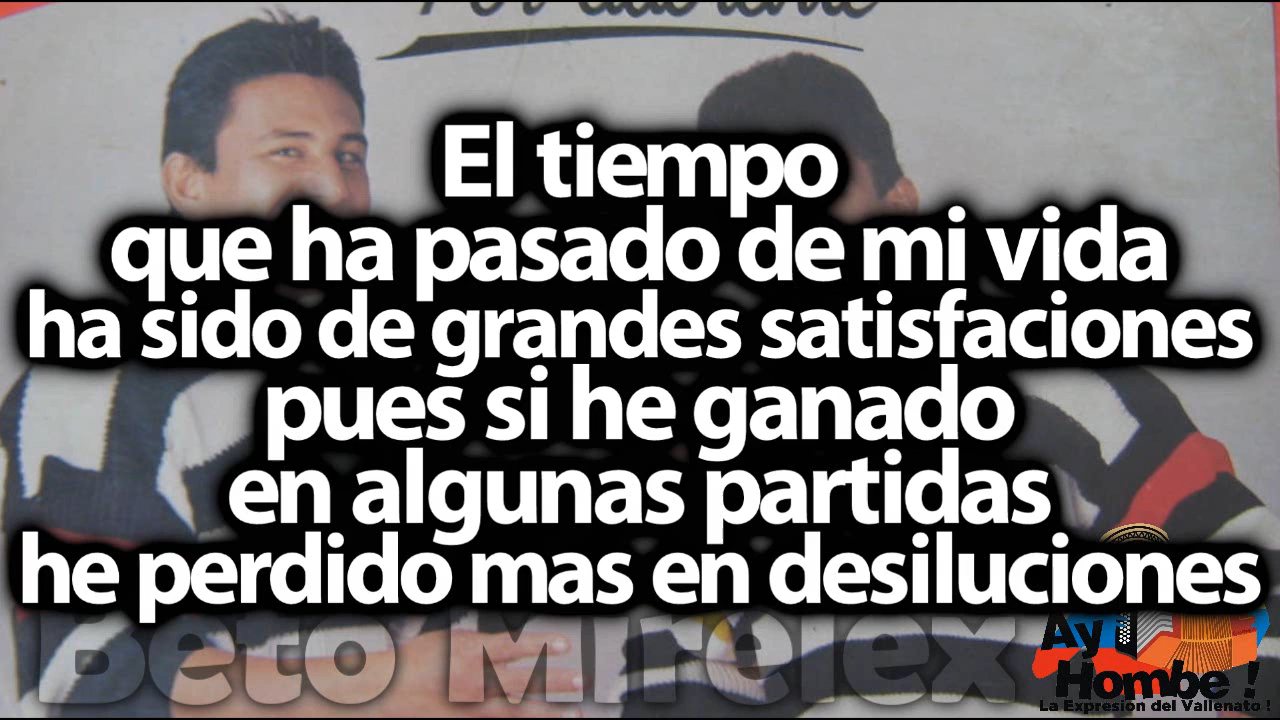 El tiempo
que ha pasado de mi vida
ha sido de grandes satisfaciones
pues si he ganado
en algunas partidas
he perdido mas en desiluciones
Beto Mirelex
Ay
Hombe !
La Expresion del Vallenato !